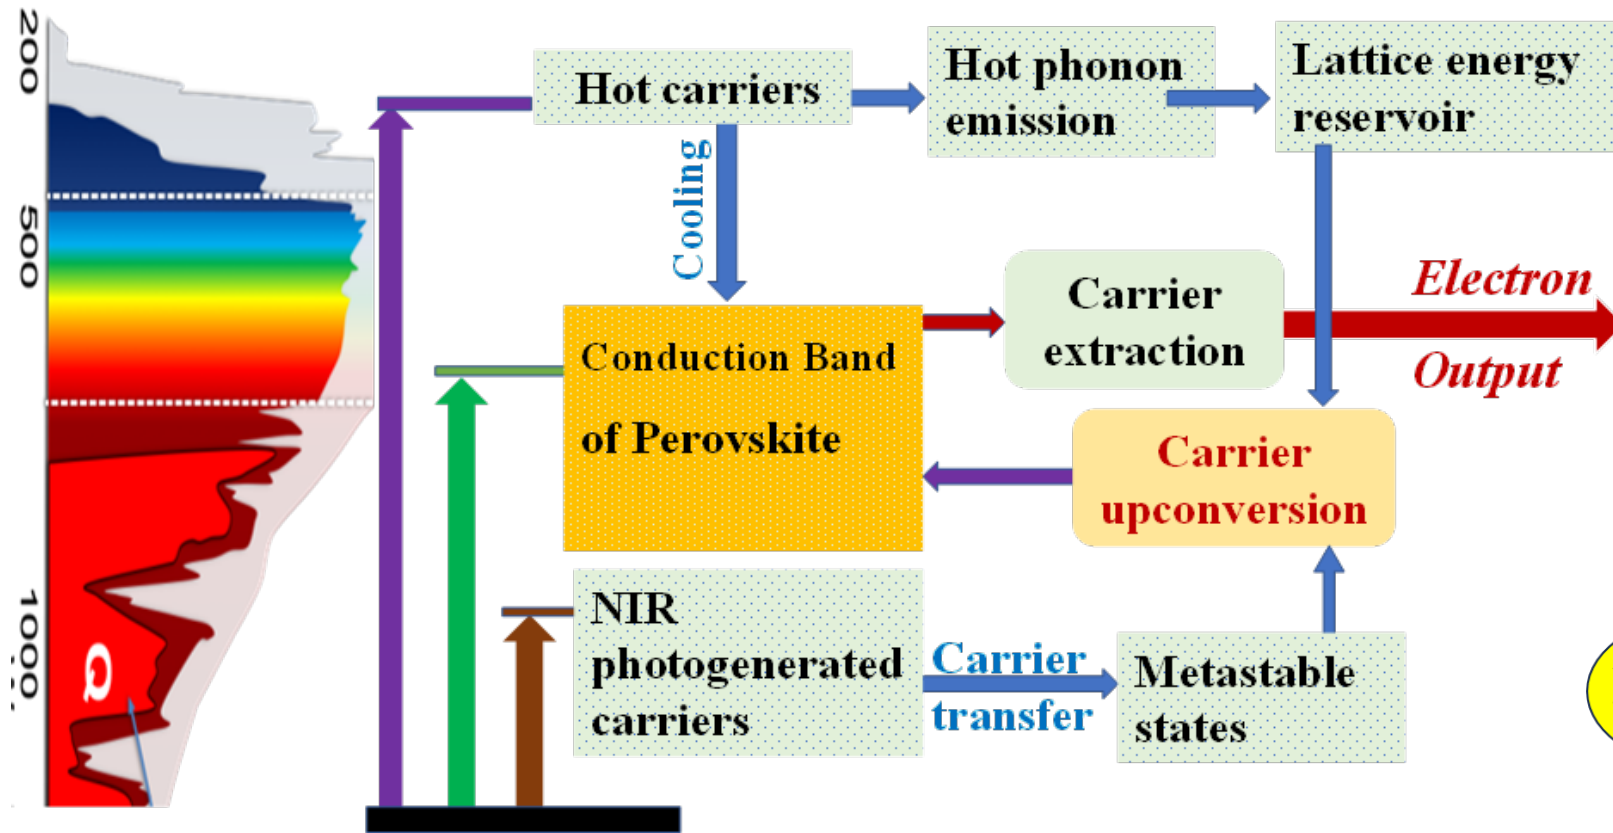 200
500
1000
Q
Hot carriers
Hot phonon
emission
Lattice energy
reservoir
Cooling
Conduction Band
of Perovskite
Carrier
extraction
Electron
Output
Carrier
upconversion
NIR
photogenerated
carriers
Carrier
transfer
Metastable
states